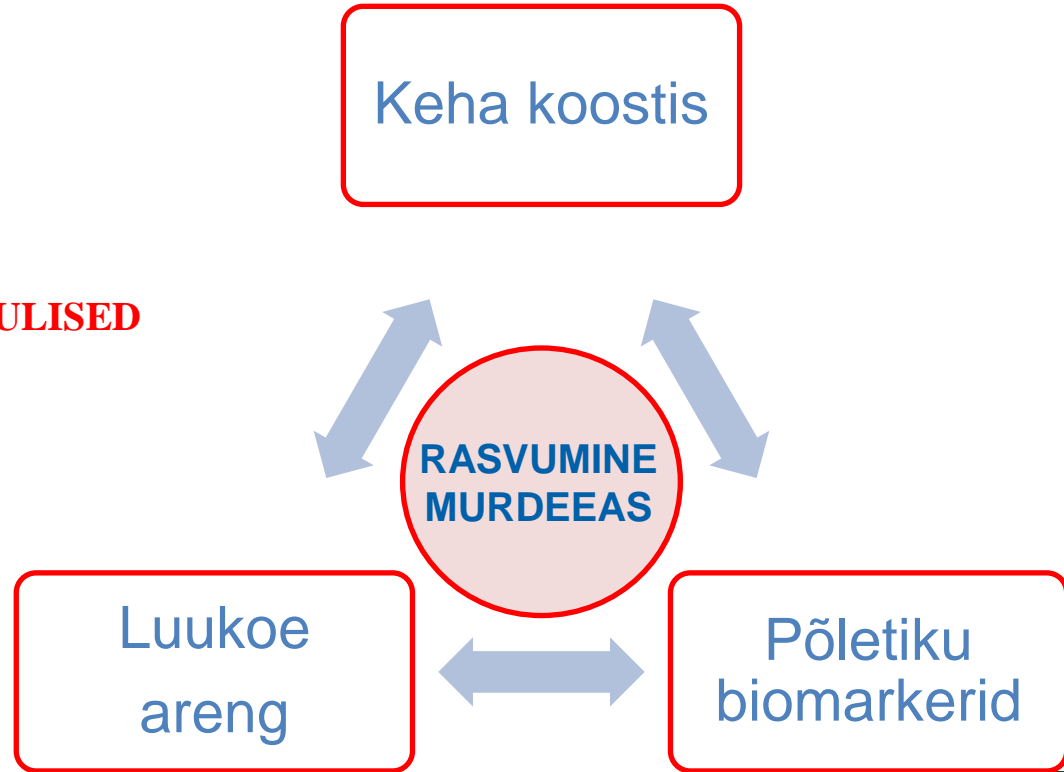 Keha koostis
ULISED
RASVUMINE
MURDEEAS
Luukoe
areng
Põletiku
biomarkerid